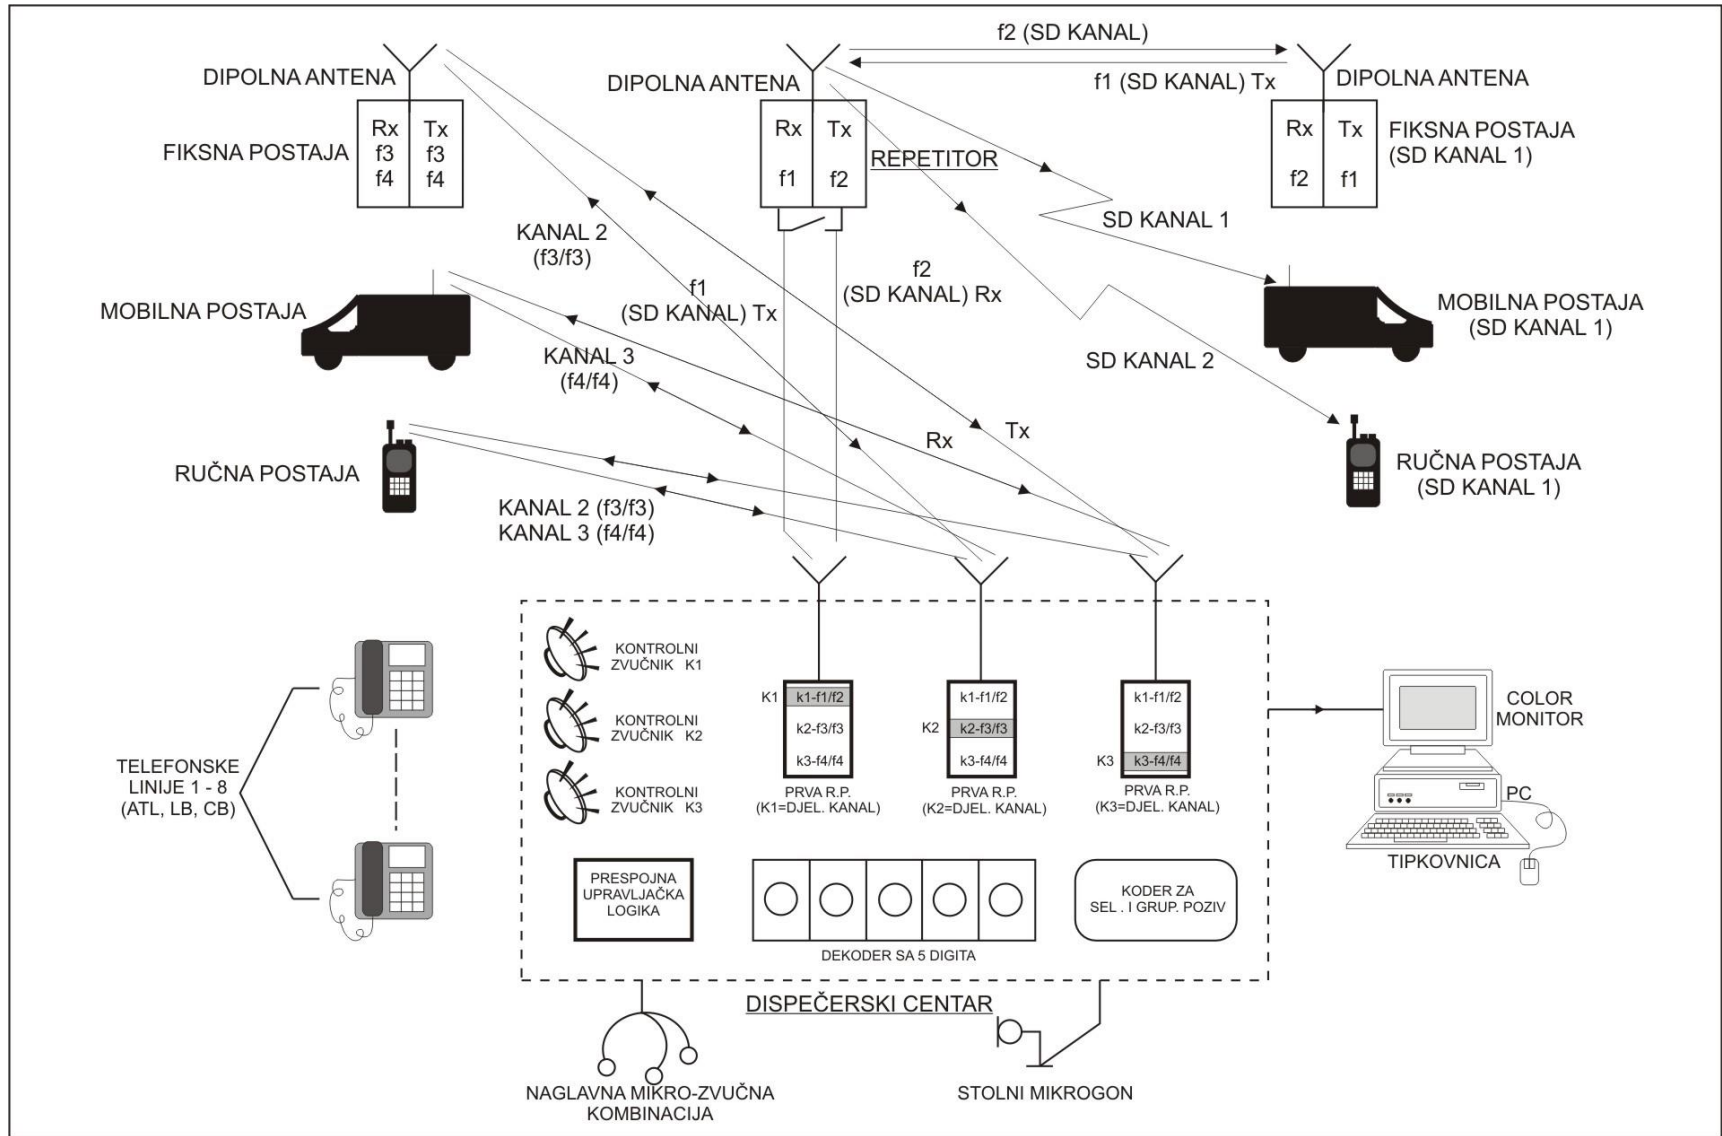 f2 (SD KANAL)
f1 (SD KANAL) Tx
DIPOLNA ANTENA
DIPOLNA ANTENA
DIPOLNA ANTENA
FIKSNA POSTAJA
Rx
f3
f4
Tx
f3
f4
Rx
f1
Tx
f2
REPETITOR
Rx
f2
Tx
f1
FIKSNA POSTAJA
(SD KANAL 1)
KANAL 2
(f3/f3)
f1
(SD KANAL) Tx
f2
(SD KANAL) Rx
SD KANAL 1
MOBILNA POSTAJA
MOBILNA POSTAJA
(SD KANAL 1)
KANAL 3
(f4/f4)
SD KANAL 2
Rx
Tx
RUČNA POSTAJA
RUČNA POSTAJA
(SD KANAL 1)
KANAL 2 (f3/f3)
KANAL 3 (f4/f4)
KONTROLNI
ZVUČNIK K1
KONTROLNI
ZVUČNIK K2
KONTROLNI
ZVUČNIK K3
K1
k1-f1/f2
k2-f3/f3
k3-f4/f4
PRVA R.P.
(K1=DJEL. KANAL)
K2
k1-f1/f2
k2-f3/f3
k3-f4/f4
PRVA R.P.
(K2=DJEL. KANAL)
K3
k1-f1/f2
k2-f3/f3
k3-f4/f4
PRVA R.P.
(K3=DJEL. KANAL)
TELEFONSKE
LINIJE 1 - 8
(ATL, LB, CB)
COLOR
MONITOR
PC
TIPKOVNICA
PRESPOJNA
UPRAVLJAČKA
LOGIKA
DEKODER SA 5 DIGITA
KODER ZA
SEL . I GRUP. POZIV
DISPEČERSKI CENTAR
NAGLAVNA MIKRO-ZVUČNA
KOMBINACIJA
STOLNI MIKROGON